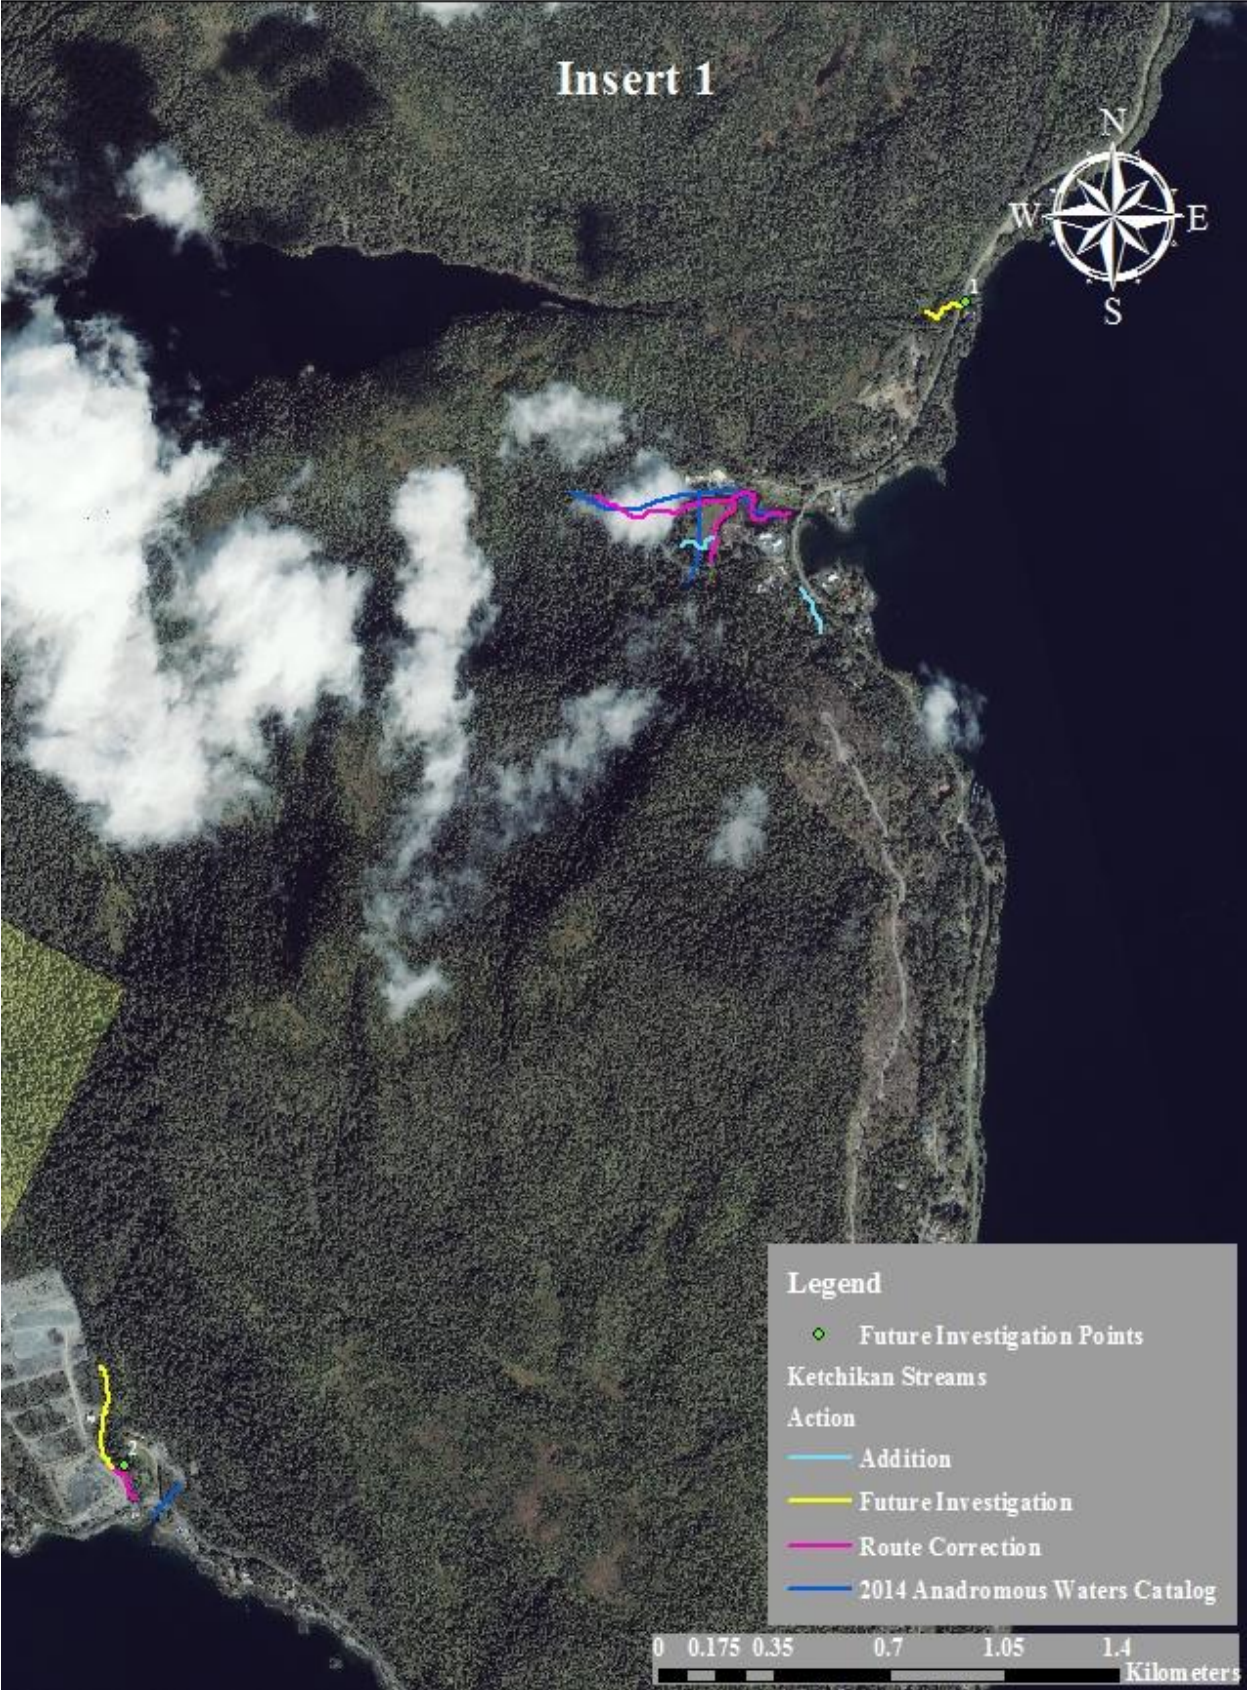 Insert 1
N
W E
S
1
2
Legend
Future Investigation Points
Ketchikan Streams
Action
Addition
Future Investigation
Route Correction
2014 Anadromous Waters Catalog
0 0.175 0.35 0.7 1.05 1.4
Kilometers